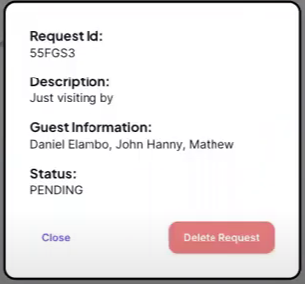 Request Id:
55FGS3
Description:
Just visiting by
Guest Information:
Daniel Elambo, John Hanny, Mathew
Status:
PENDING
Close
Delete Request